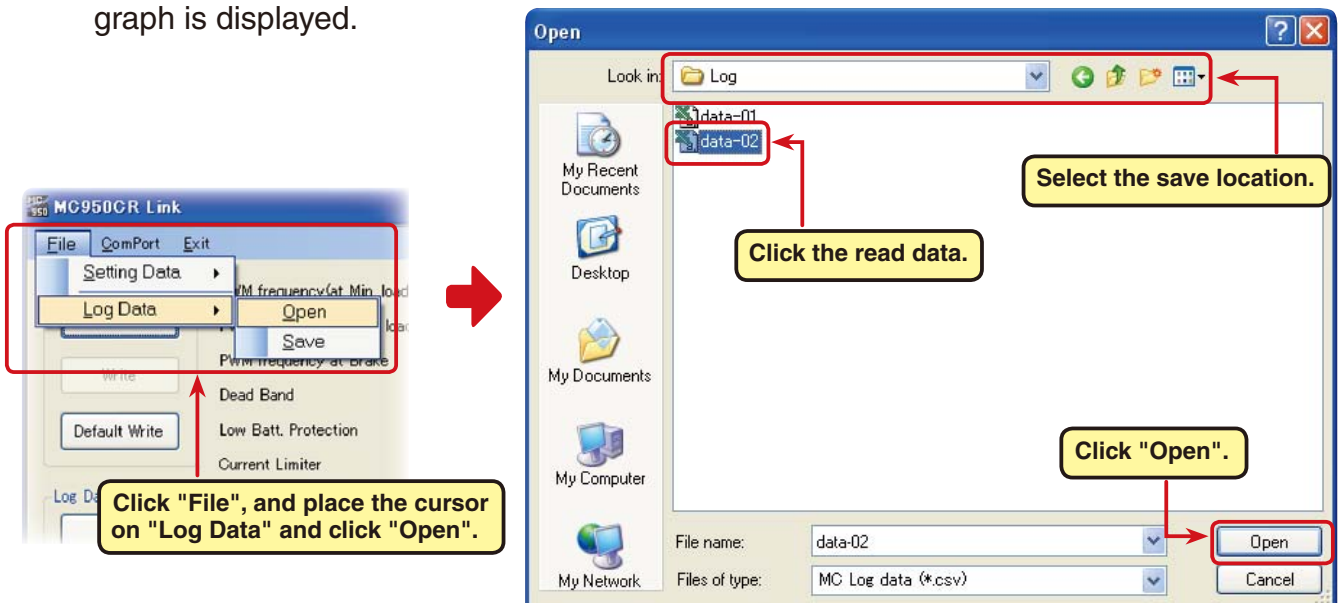 graph is displayed.
MC950CR Link
File ComPort Exit
Setting Data
Log Data
Open
Save
PWM frequency(at Min. load
PWM frequency at Brake
Write
Dead Band
Default Write
Low Batt. Protection
Current Limiter
Click "File", and place the cursor
on "Log Data" and click "Open".
Open
Look in:
Log
data-01
data-02
Select the save location.
Click the read data.
My Recent
Documents
Desktop
My Documents
My Computer
My Network
Click "Open".
File name:
data-02
Open
Files of type:
MC Log data (*.csv)
Cancel